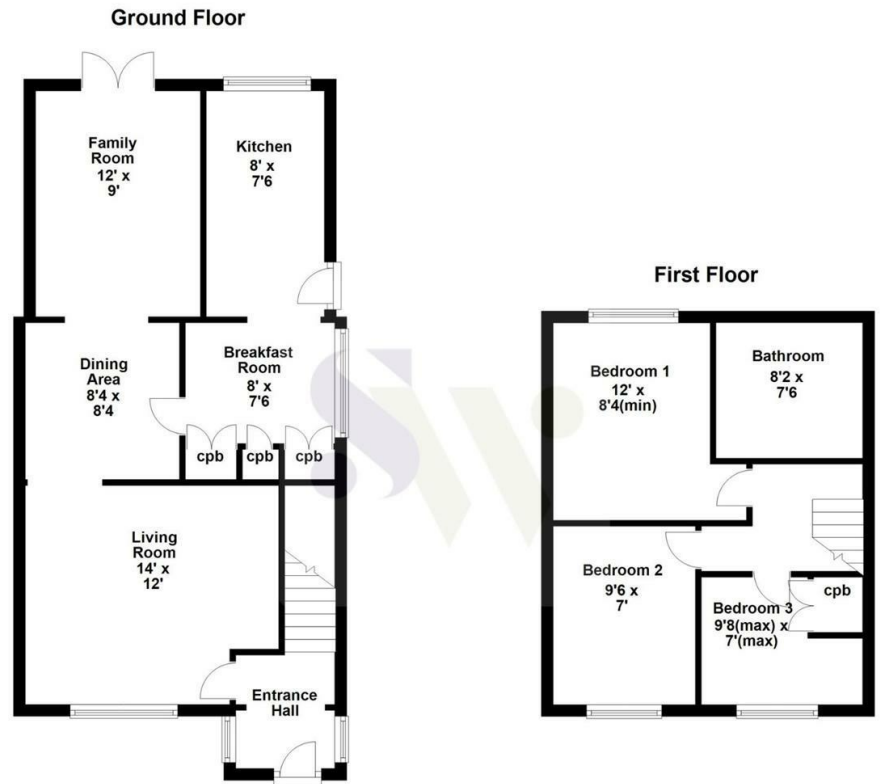 Ground Floor
Family
Room
12' x
9'
Kitchen
8' x
7'6
Dining
Area
8'4 x
8'4
Breakfast
Room
8' x
7'6
cpb
cpb
cpb
Living
Room
14' x
12'
Entrance
Hall
First Floor
Bedroom 1
12' x
8'4(min)
Bathroom
8'2 x
7'6
Bedroom 2
9'6 x
7'
Bedroom 3
9'8(max) x
7'(max)
cpb
SW